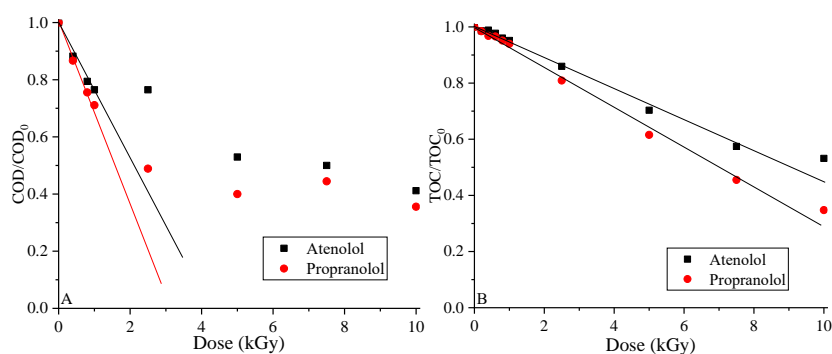 1.0
0.8
0.6
0.4
0.2
0.0
COD/COD₀
A
Atenolol
Propranolol
0 2 4 6 8 10
Dose (kGy)
1.0
0.8
0.6
0.4
0.2
0.0
TOC/TOC₀
B
Atenolol
Propranolol
0 2 4 6 8 10
Dose (kGy)